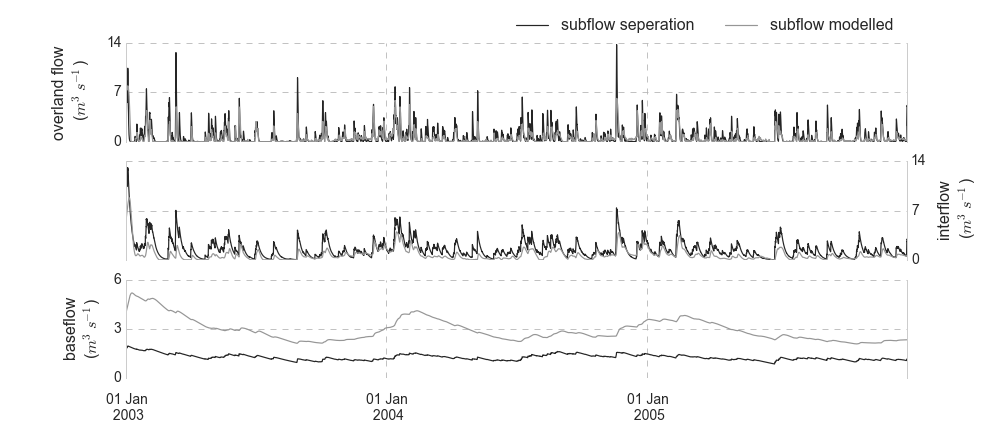 subflow seperation subflow modelled
overland flow
(m³ s⁻¹)
14
7
0
interflow
(m³ s⁻¹)
14
7
0
baseflow
(m³ s⁻¹)
6
3
0
01 Jan
2003
01 Jan
2004
01 Jan
2005